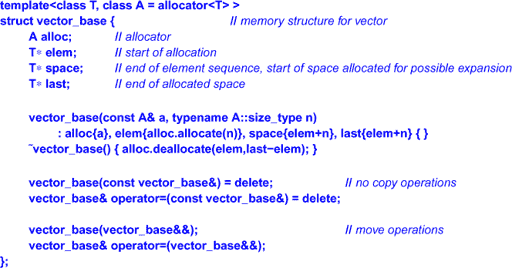 template<class T, class A = allocator<T> >
struct vector_base { // memory structure for vector
A alloc; // allocator
T∗ elem; // start of allocation
T∗ space; // end of element sequence, start of space allocated for possible expansion
T∗ last; // end of allocated space
vector_base(const A& a, typename A::size_type n)
: alloc{a}, elem{alloc.allocate(n)}, space{elem+n}, last{elem+n} { }
~vector_base() { alloc.deallocate(elem,last−elem); }
vector_base(const vector_base&) = delete; // no copy operations
vector_base& operator=(const vector_base&) = delete;
vector_base(vector_base&&); // move operations
vector_base& operator=(vector_base&&);
};